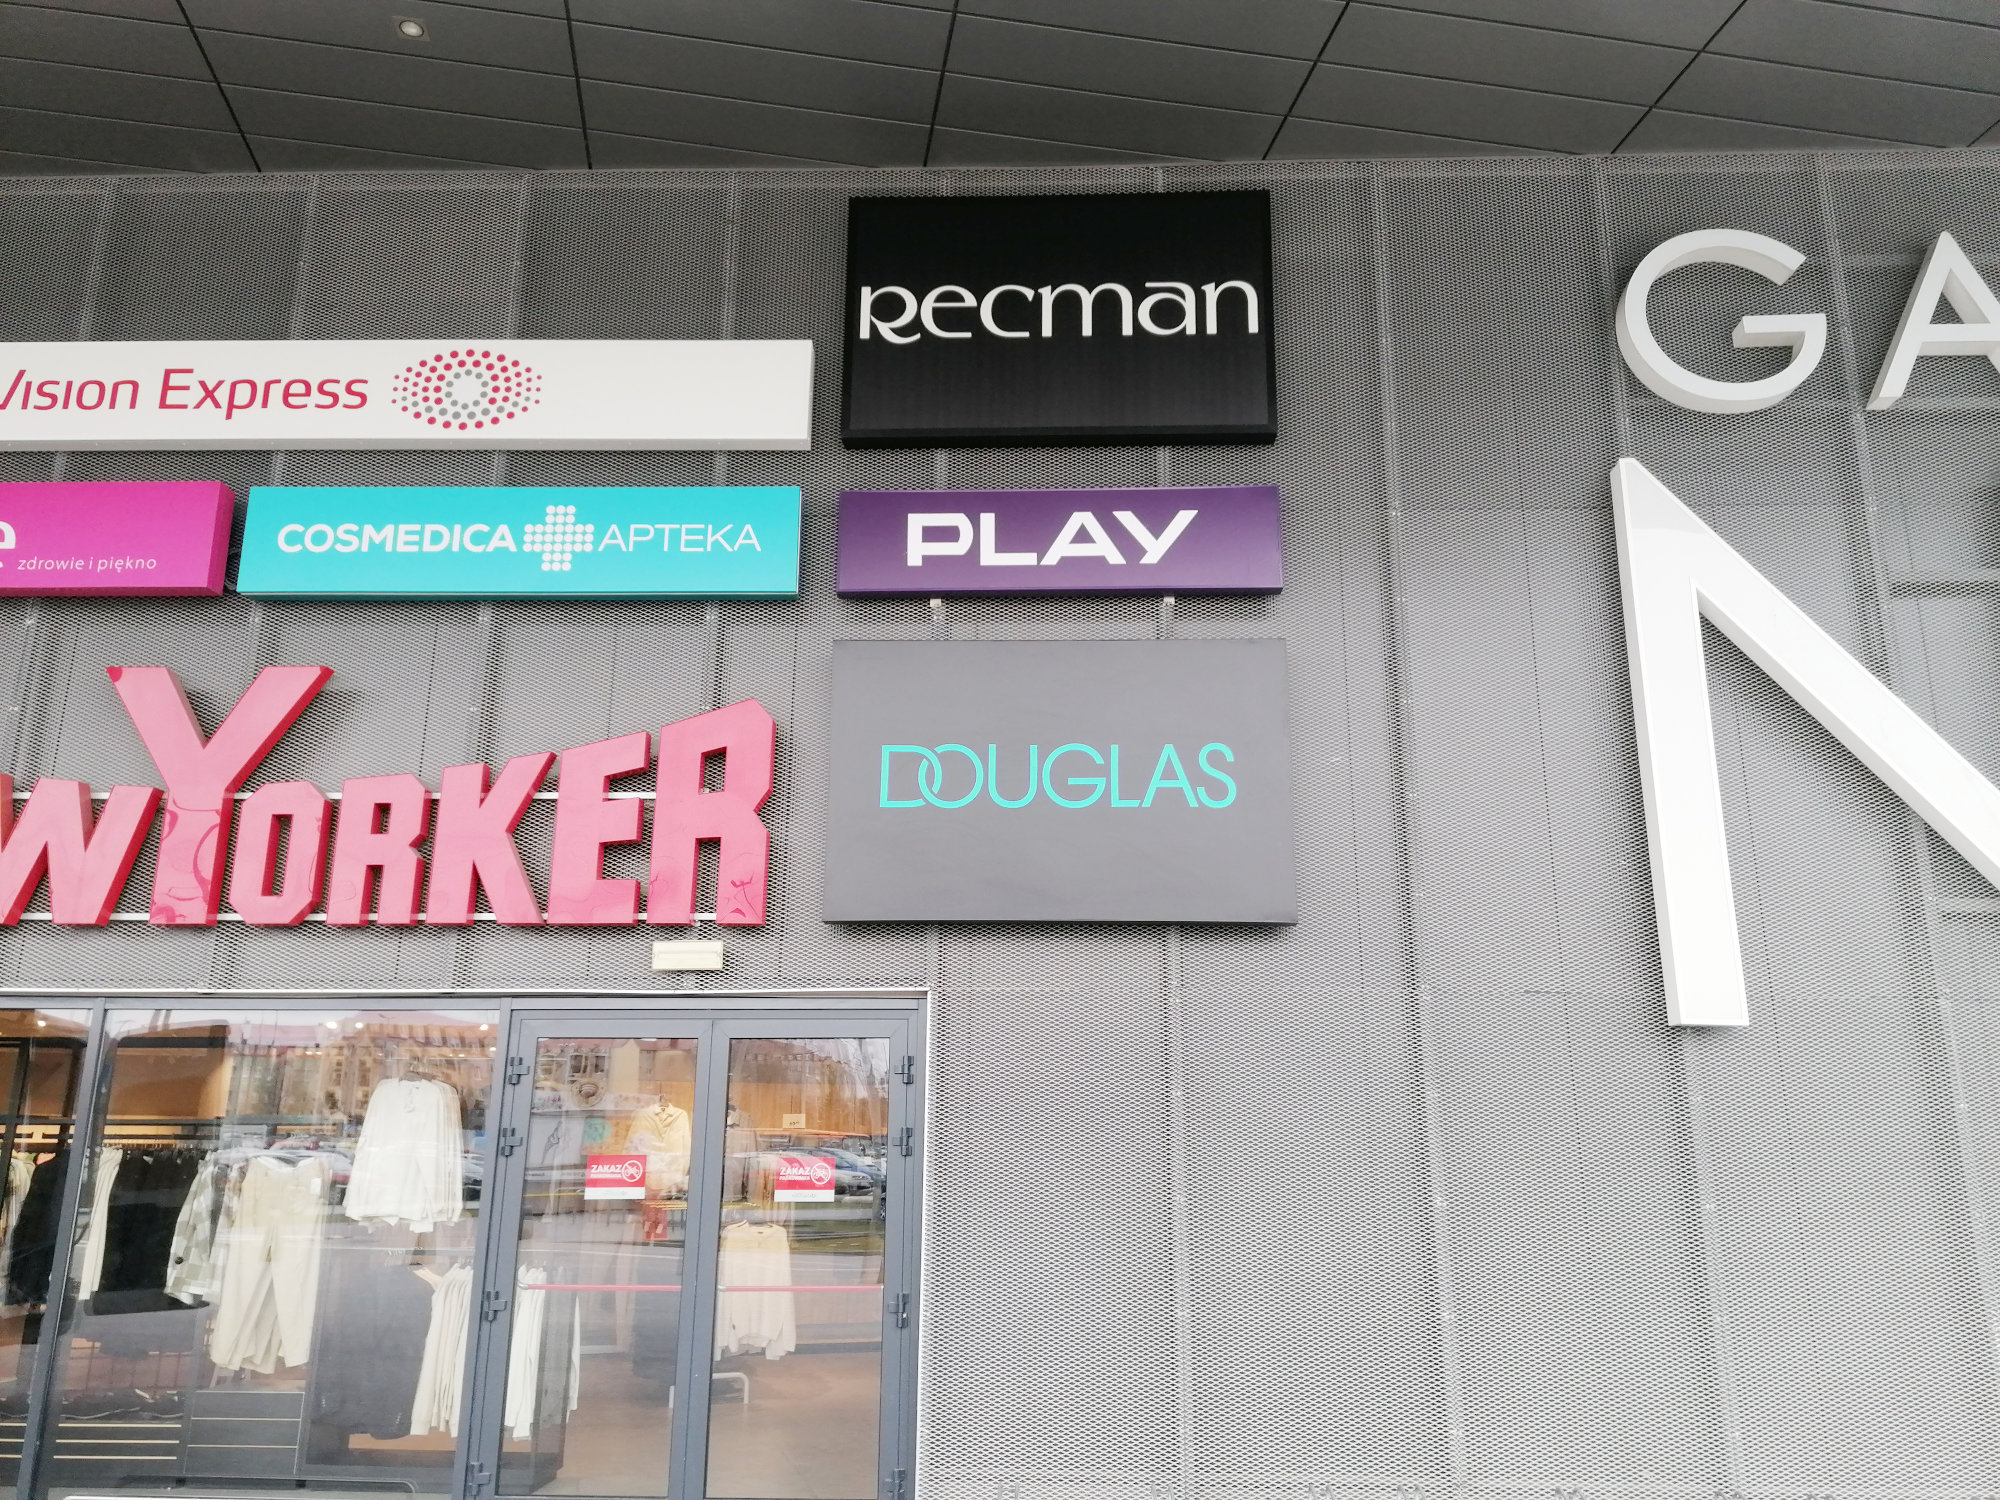 Recman
GA
Vision Express
e
zdrowie i piękno
COSMEDICA APTEKA
PLAY
N
WYORKER
DOUGLAS
ZAKAZ
ZAKAZ